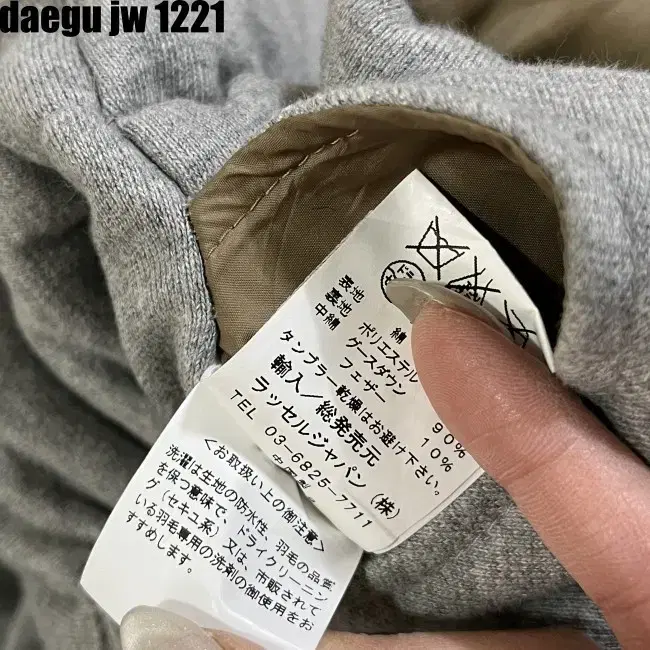 daegu jw 1221
表地 綿
裏地 ポリエステル
中綿 グースダウン 90%
フェザー 10%
タンブラー乾燥はお避け下さい。
輸入/総発売元
ラッセルジャパン(株)
TEL 03-6825-7711
<お取扱い上の御注意>
洗濯は生地の防水性、羽毛の品質
を保つ意味で、ドライクリーニン
グ(セキユ系)又は、市販されて
いる羽毛専用の洗剤の御使用をお
すすめします。